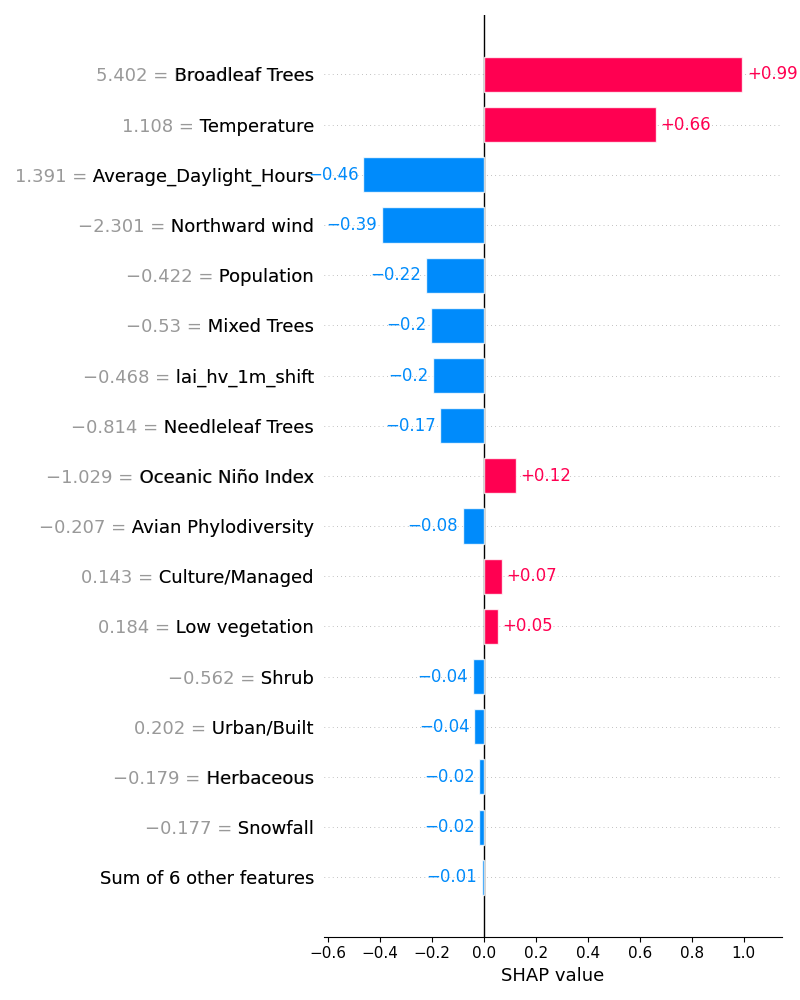 5.402 = Broadleaf Trees +0.99
1.108 = Temperature +0.66
1.391 = Average_Daylight_Hours −0.46
−2.301 = Northward wind −0.39
−0.422 = Population −0.22
−0.53 = Mixed Trees −0.2
−0.468 = lai_hv_1m_shift −0.2
−0.814 = Needleleaf Trees −0.17
−1.029 = Oceanic Niño Index +0.12
−0.207 = Avian Phylodiversity −0.08
0.143 = Culture/Managed +0.07
0.184 = Low vegetation +0.05
−0.562 = Shrub −0.04
0.202 = Urban/Built −0.04
−0.179 = Herbaceous −0.02
−0.177 = Snowfall −0.02
Sum of 6 other features −0.01
−0.6 −0.4 −0.2 0.0 0.2 0.4 0.6 0.8 1.0
SHAP value